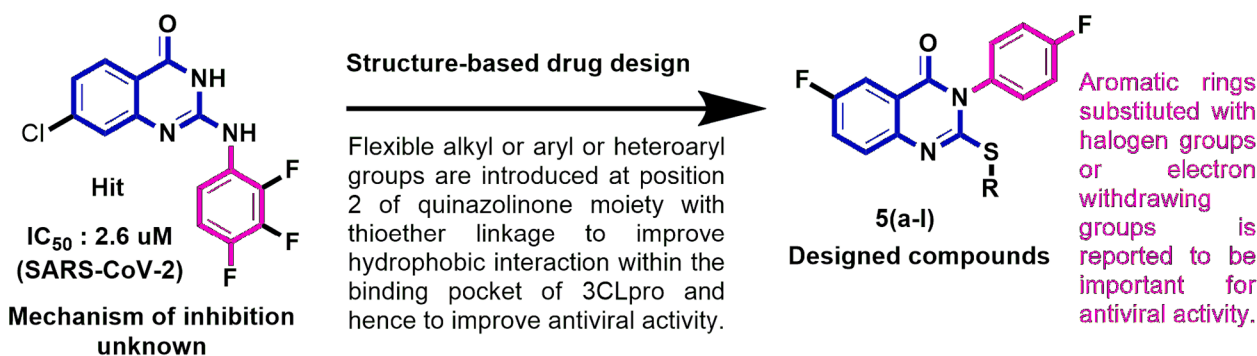 O
NH
Cl
N
NH
F
F
F
Hit
IC50 : 2.6 uM
(SARS-CoV-2)
Mechanism of inhibition
unknown
Structure-based drug design
Flexible alkyl or aryl or heteroaryl
groups are introduced at position
2 of quinazolinone moiety with
thioether linkage to improve
hydrophobic interaction within the
binding pocket of 3CLpro and
hence to improve antiviral activity.
F
O
F
N
N
S
R
5(a-l)
Designed compounds
Aromatic rings
substituted with
halogen groups
or electron
withdrawing
groups is
reported to be
important for
antiviral activity.